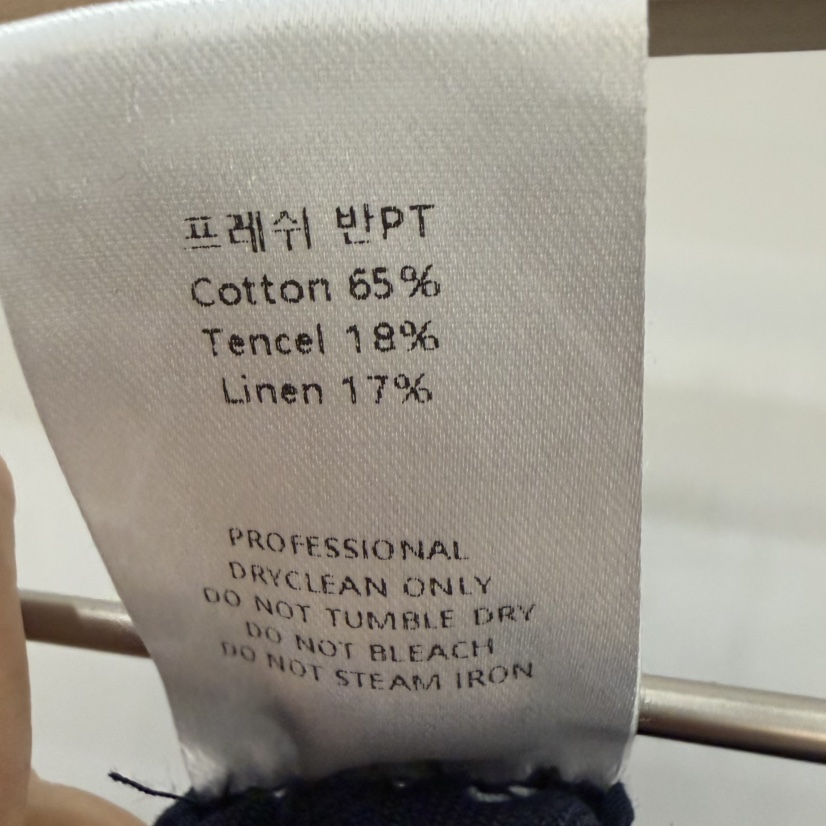 프레쉬 반PT
Cotton 65%
Tencel 18%
Linen 17%
PROFESSIONAL
DRYCLEAN ONLY
DO NOT TUMBLE DRY
DO NOT BLEACH
DO NOT STEAM IRON